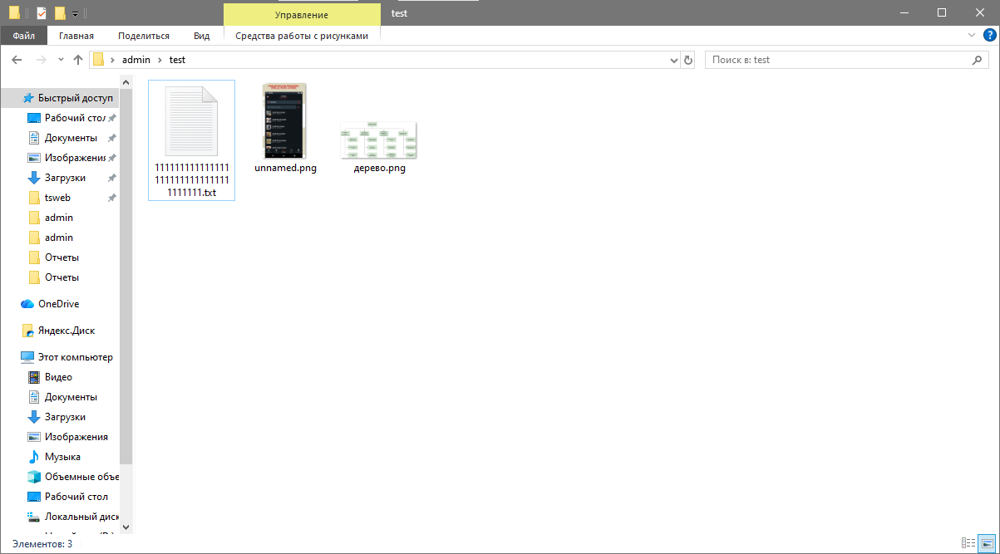 Управление
test
Файл
Главная
Поделиться
Вид
Средства работы с рисунками
admin
test
Поиск в: test
Быстрый доступ
Рабочий стол
Документы
Изображения
Загрузки
tsweb
admin
admin
Отчеты
Отчеты
OneDrive
Яндекс.Диск
Этот компьютер
Видео
Документы
Загрузки
Изображения
Музыка
Объемные объе
Рабочий стол
Локальный диск
111111111111111
111111111111111
1111111.txt
unnamed.png
дерево.png
Элементов: 3